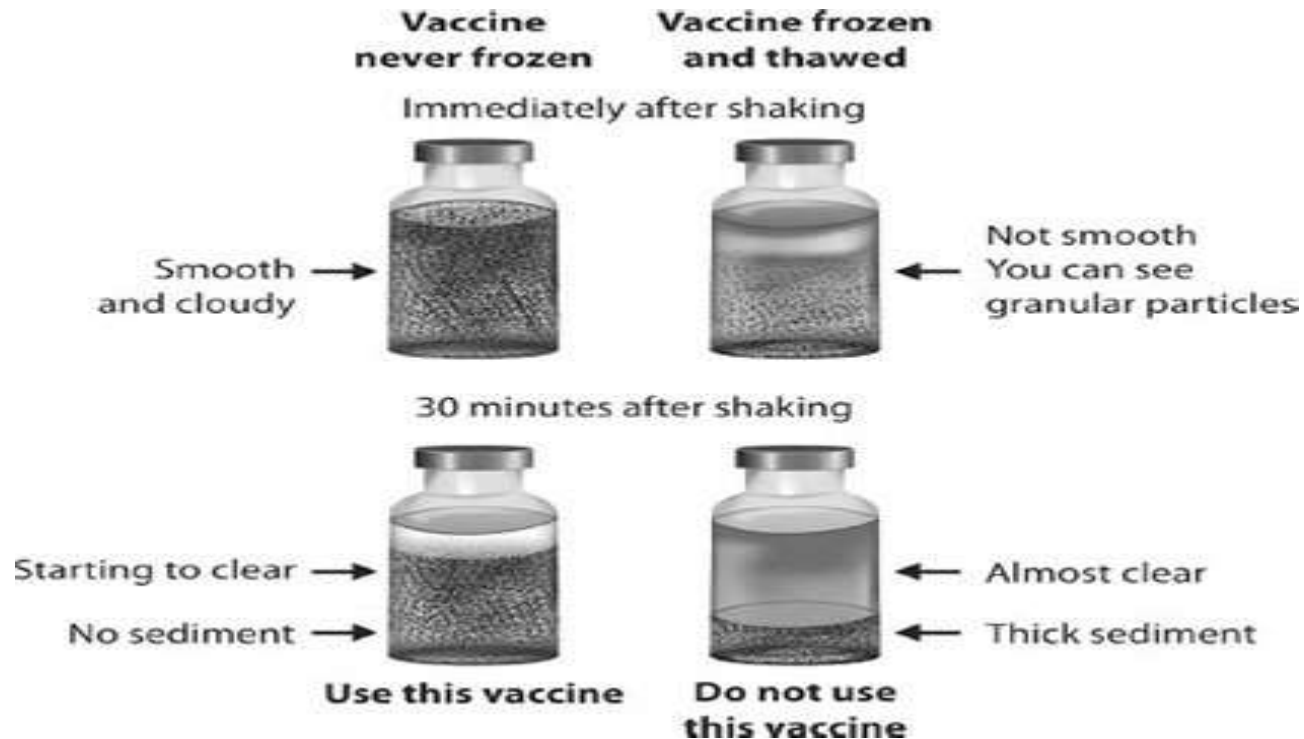 Vaccine never frozen
Vaccine frozen and thawed
Immediately after shaking
Smooth and cloudy
Not smooth
You can see
granular particles
30 minutes after shaking
Starting to clear
No sediment
Almost clear
Thick sediment
Use this vaccine
Do not use
this vaccine